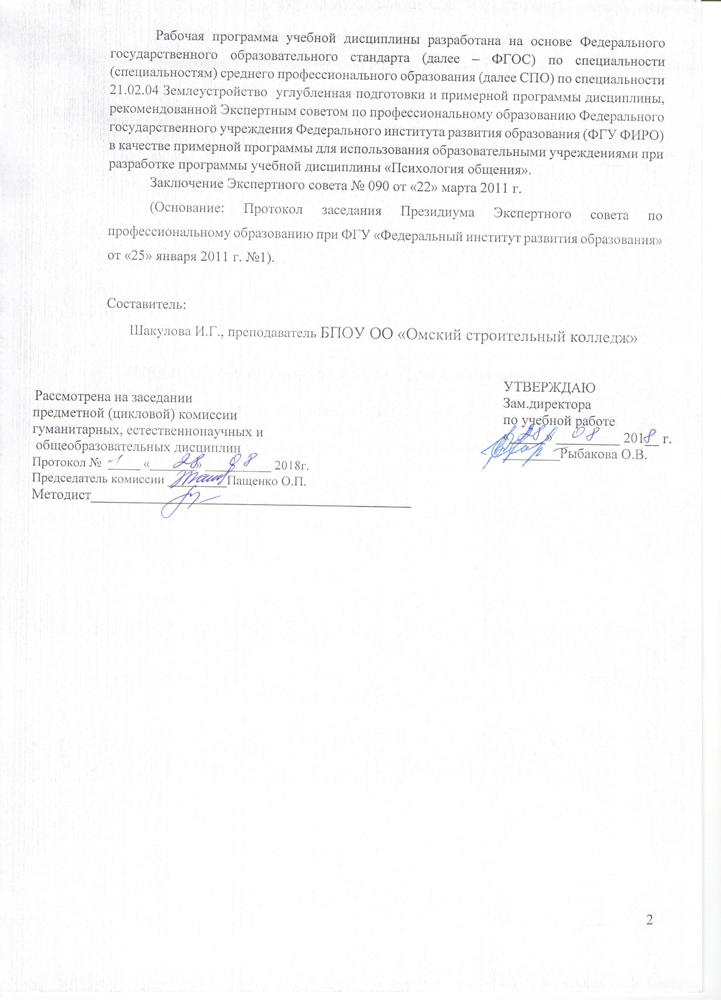 Рабочая программа учебной дисциплины разработана на основе Федерального
государственного образовательного стандарта (далее – ФГОС) по специальности
(специальностям) среднего профессионального образования (далее СПО) по специальности
21.02.04 Землеустройство углубленная подготовки и примерной программы дисциплины,
рекомендованной Экспертным советом по профессиональному образованию Федерального
государственного учреждения Федерального института развития образования (ФГУ ФИРО)
в качестве примерной программы для использования образовательными учреждениями при
разработке программы учебной дисциплины «Психология общения».
Заключение Экспертного совета № 090 от «22» марта 2011 г.
(Основание: Протокол заседания Президиума Экспертного совета по
профессиональному образованию при ФГУ «Федеральный институт развития образования»
от «25» января 2011 г. №1).
Составитель:
Шакулова И.Г., преподаватель БПОУ ОО «Омский строительный колледж»
Рассмотрена на заседании
предметной (цикловой) комиссии
гуманитарных, естественнонаучных и
общеобразовательных дисциплин
Протокол № 1 «28» 08 2018г.
Председатель комиссии ________Пащенко О.П.
Методист________
УТВЕРЖДАЮ
Зам.директора
по учебной работе
«28» 08 2018 г.
________Рыбакова О.В.
2